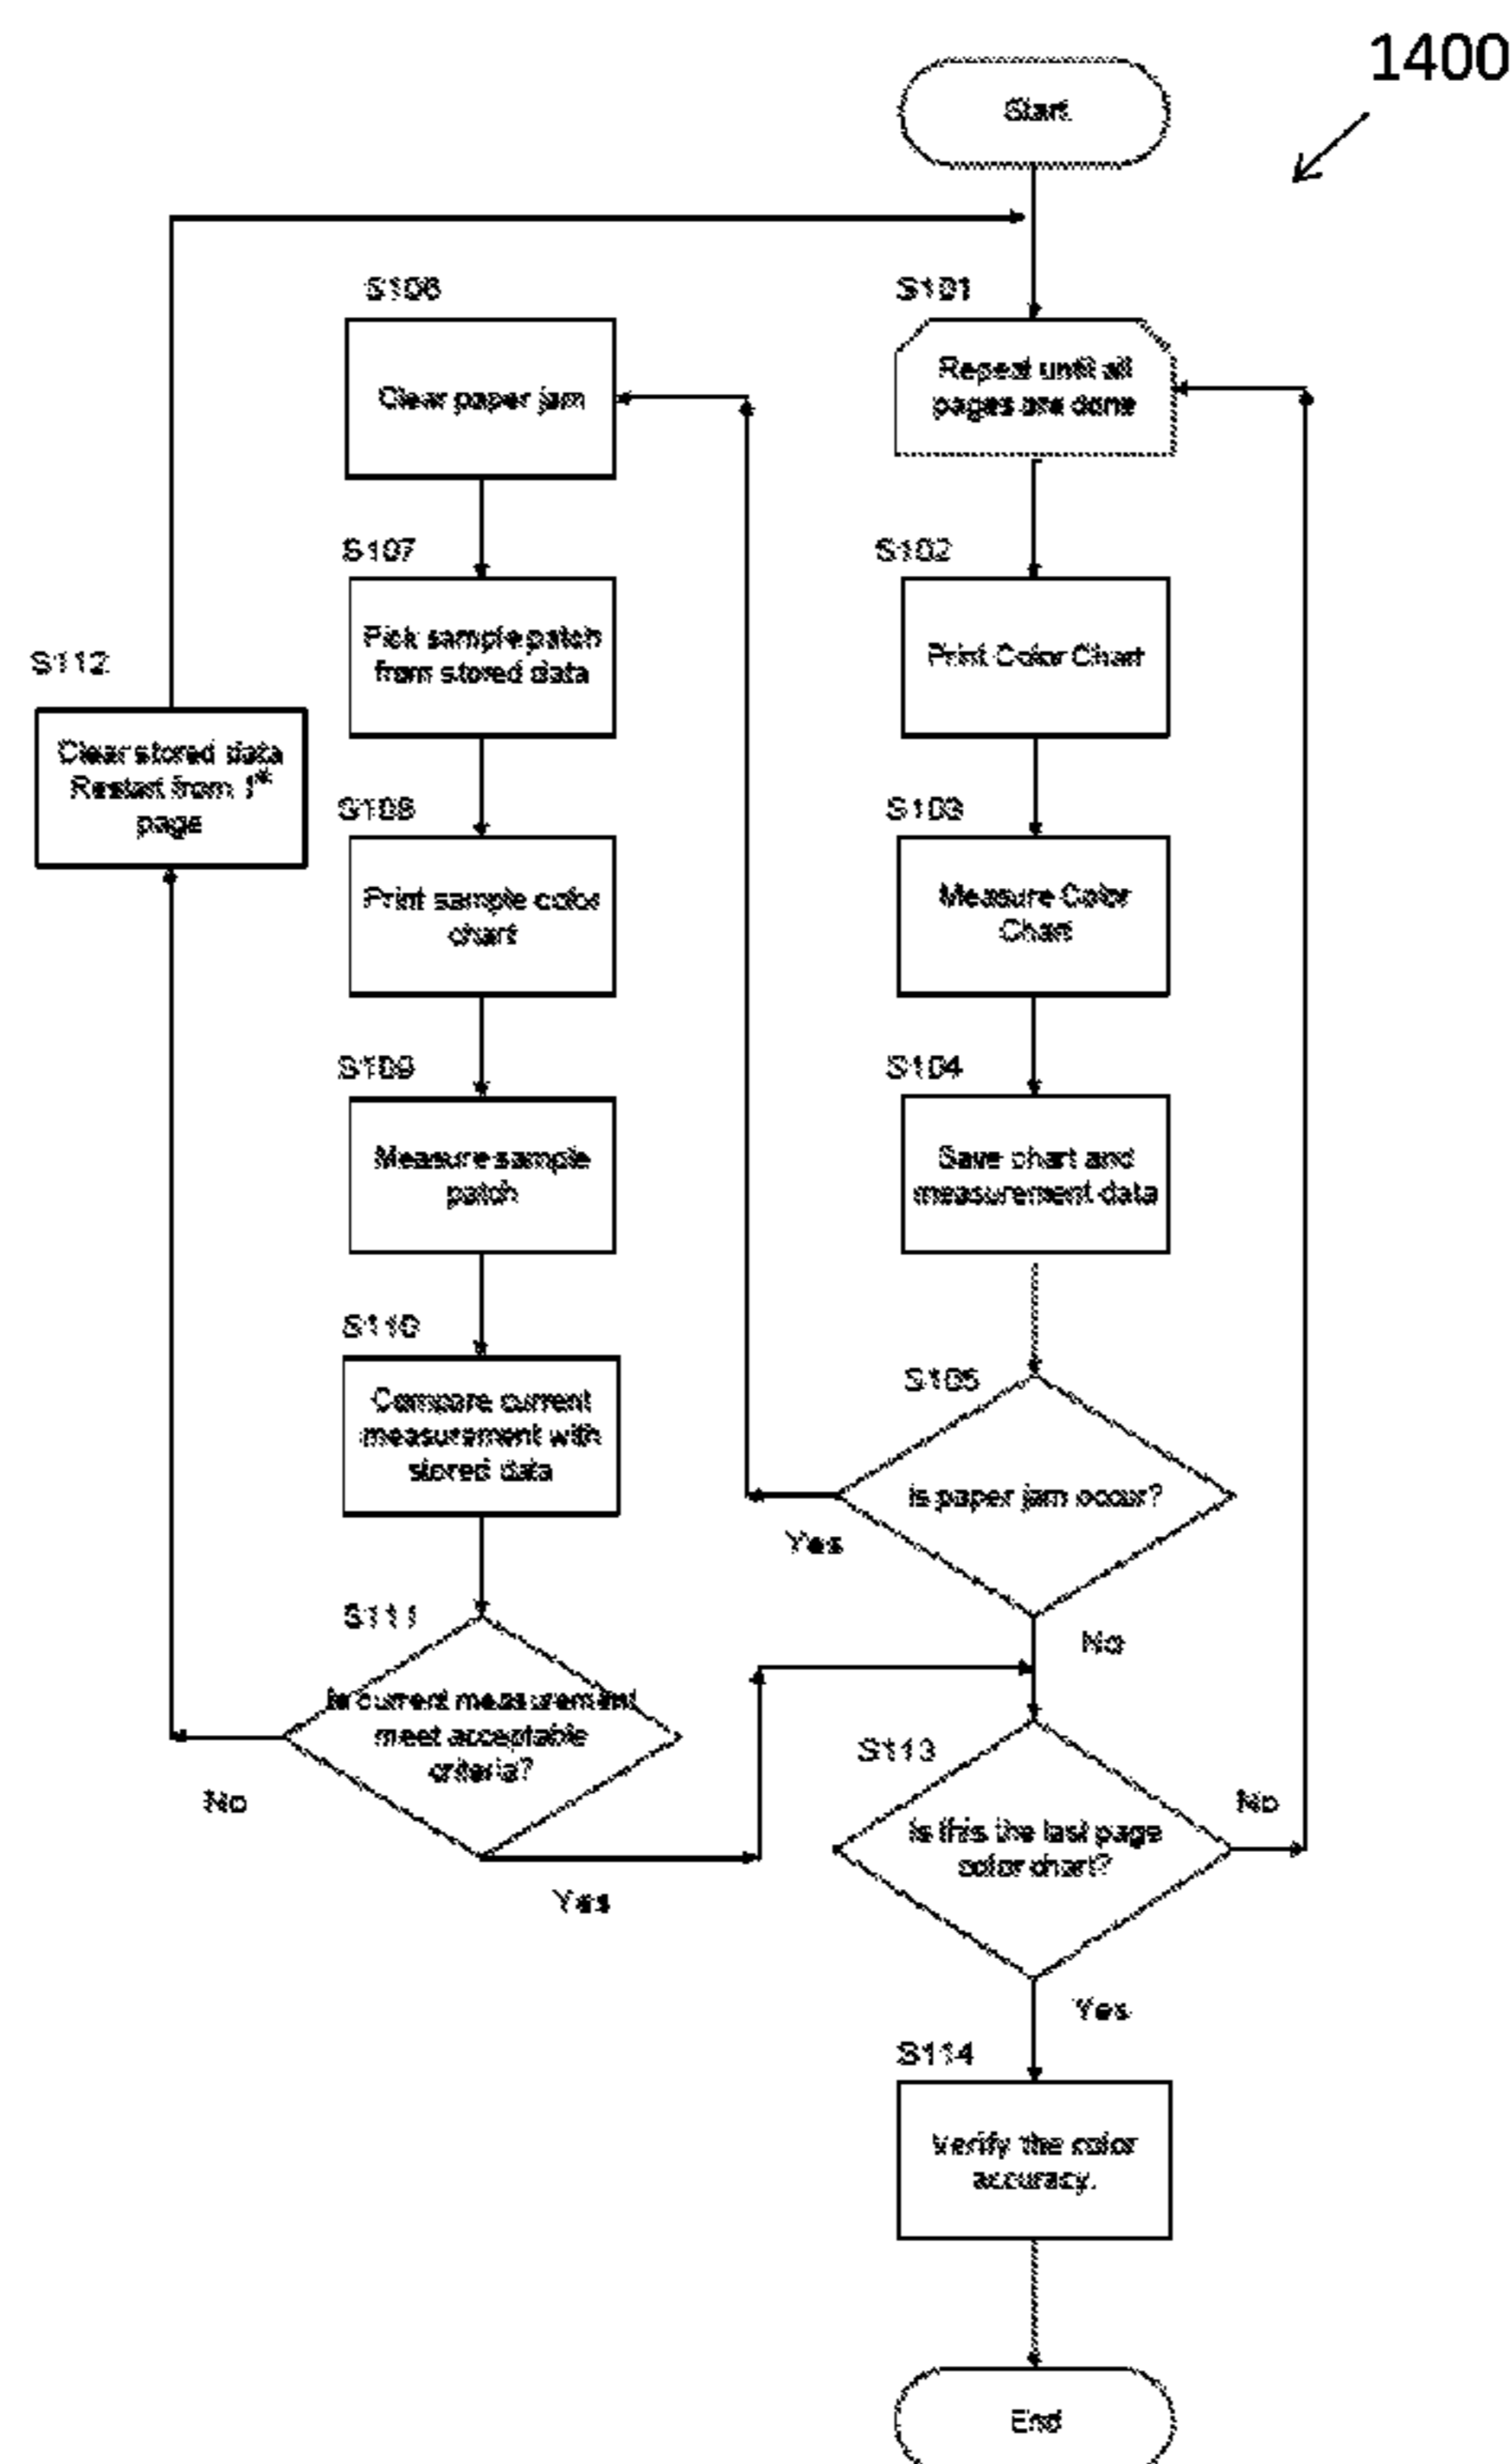 1400
Start
S101
Repeat until all
pages are done
S102
Print Color Chart
S103
Measure Color
Chart
S104
Save chart and
measurement data
S105
Is paper jam occur?
Yes
No
S106
Clear paper jam
S107
Pick sample patch
from stored data
S108
Print sample color
chart
S109
Measure sample
patch
S110
Compare current
measurement with
stored data
S111
Is current measurement
meet acceptable
criteria?
No
Yes
S112
Clear stored data
Restart from 1st
page
S113
Is this the last page
color chart?
No
Yes
S114
Verify the color
accuracy.
End